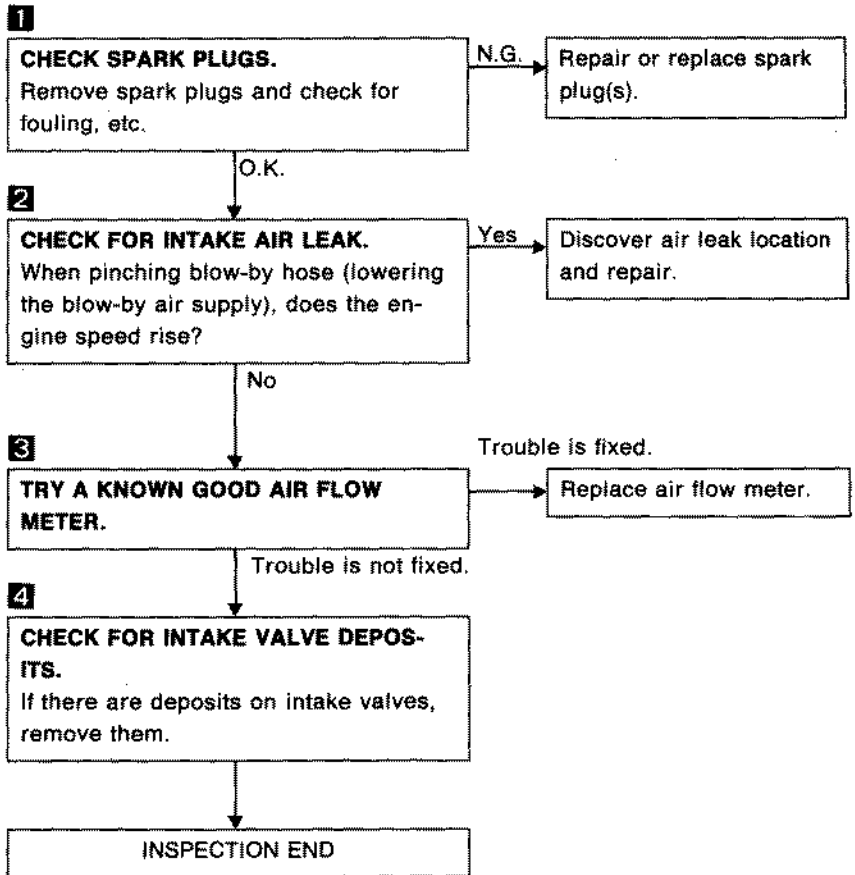 1
CHECK SPARK PLUGS.
Remove spark plugs and check for
fouling, etc.
N.G.
Repair or replace spark
plug(s).
O.K.
2
CHECK FOR INTAKE AIR LEAK.
When pinching blow-by hose (lowering
the blow-by air supply), does the en-
gine speed rise?
Yes
Discover air leak location
and repair.
No
3
TRY A KNOWN GOOD AIR FLOW
METER.
Trouble is fixed.
Replace air flow meter.
Trouble is not fixed.
4
CHECK FOR INTAKE VALVE DEPOS-
ITS.
If there are deposits on intake valves,
remove them.
INSPECTION END